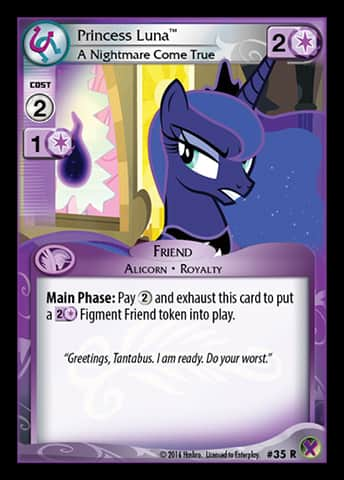 Princess Luna™
A Nightmare Come True
2
COST
2
1
FRIEND
ALICORN • ROYALTY
Main Phase: Pay 2 and exhaust this card to put
a 2 Figment Friend token into play.
"Greetings, Tantabus. I am ready. Do your worst."
©2016 Hasbro. Licensed to Enterplay. #35 R